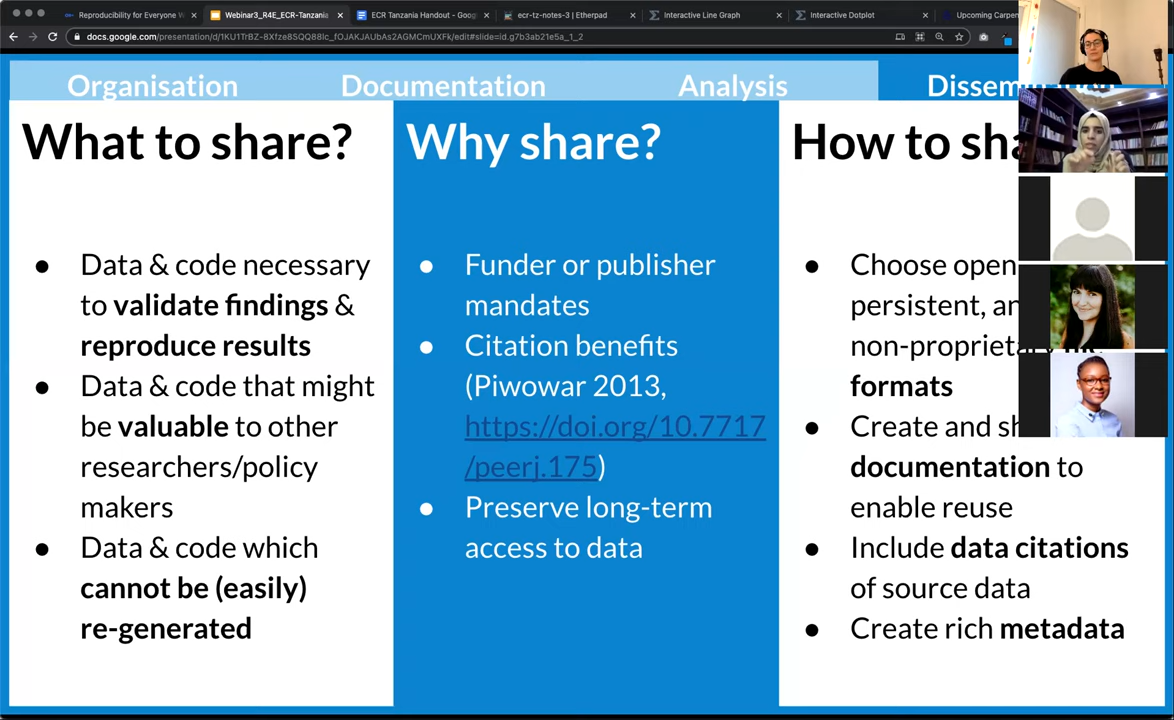 Reproducibility for Everyone W
Webinar3_R4E_ECR-Tanzania
ECR Tanzania Handout - Goog
ecr-tz-notes-3 | Etherpad
Interactive Line Graph
Interactive Dotplot
Upcoming Carpen
docs.google.com/presentation/d/1KU1TrBZ-8Xfze8SQQ88lc_fOJAKJAUbAs2AGMCmUXFk/edit#slide=id.g7b3ab21e5a_1_2
Organisation
Documentation
Analysis
What to share?
Data & code necessary
to validate findings &
reproduce results
Data & code that might
be valuable to other
researchers/policy
makers
Data & code which
cannot be (easily)
re-generated
Why share?
Funder or publisher
mandates
Citation benefits
(Piwowar 2013,
https://doi.org/10.7717
/peerj.175)
Preserve long-term
access to data
How to sha
Choose open
persistent, an
non-proprietary
formats
Create and sh
documentation to
enable reuse
Include data citations
of source data
Create rich metadata